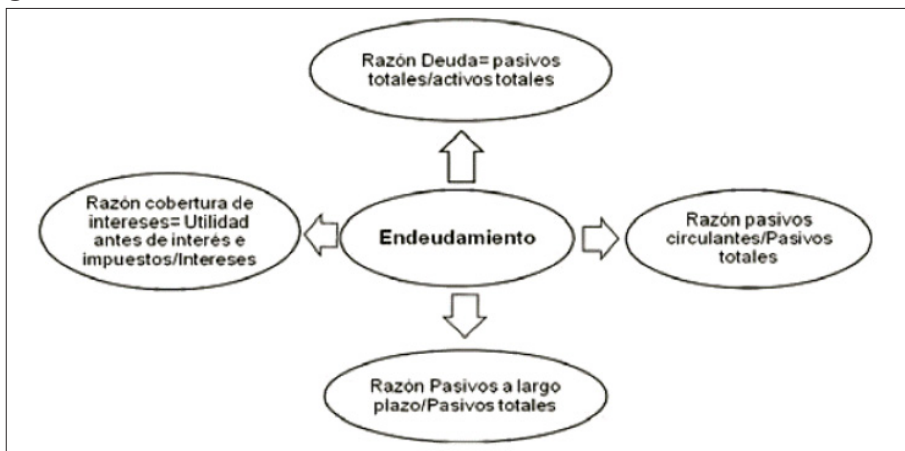 Razón Deuda= pasivos
totales/activos totales
Razón cobertura de
intereses= Utilidad
antes de interés e
impuestos/Intereses
Endeudamiento
Razón pasivos
circulantes/Pasivos
totales
Razón Pasivos a largo
plazo/Pasivos totales